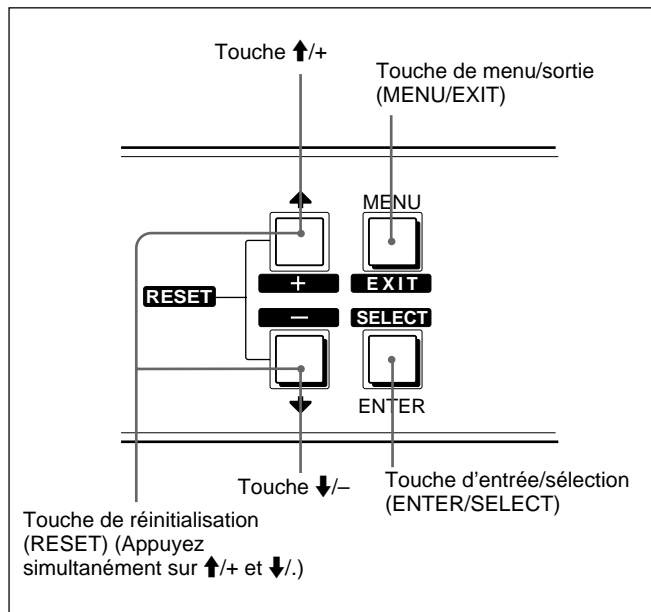 Touche ⬆/+
Touche de menu/sortie
(MENU/EXIT)
MENU
RESET
+
EXIT
–
SELECT
ENTER
Touche ⬇/–
Touche d'entrée/sélection
(ENTER/SELECT)
Touche de réinitialisation
(RESET) (Appuyez
simultanément sur ⬆/+ et ⬇/.)